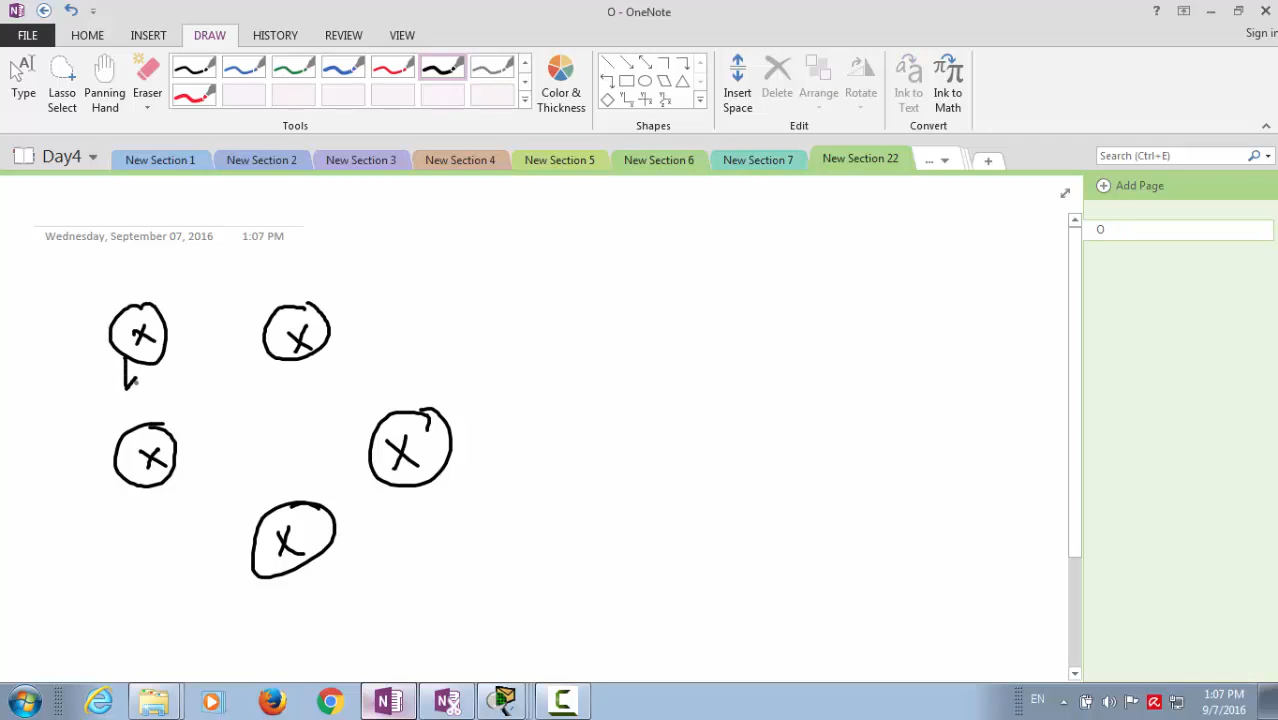 O - OneNote
?
Sign in
FILE HOME INSERT DRAW HISTORY REVIEW VIEW
Type
Lasso Select
Panning Hand
Eraser
Color & Thickness
Insert Space
Delete
Arrange
Rotate
Ink to Text
Ink to Math
Tools
Shapes
Edit
Convert
Day4
New Section 1
New Section 2
New Section 3
New Section 4
New Section 5
New Section 6
New Section 7
New Section 22
...
Search (Ctrl+E)
Add Page
O
Wednesday, September 07, 2016 1:07 PM
X X
X X
X
EN
1:07 PM
9/7/2016